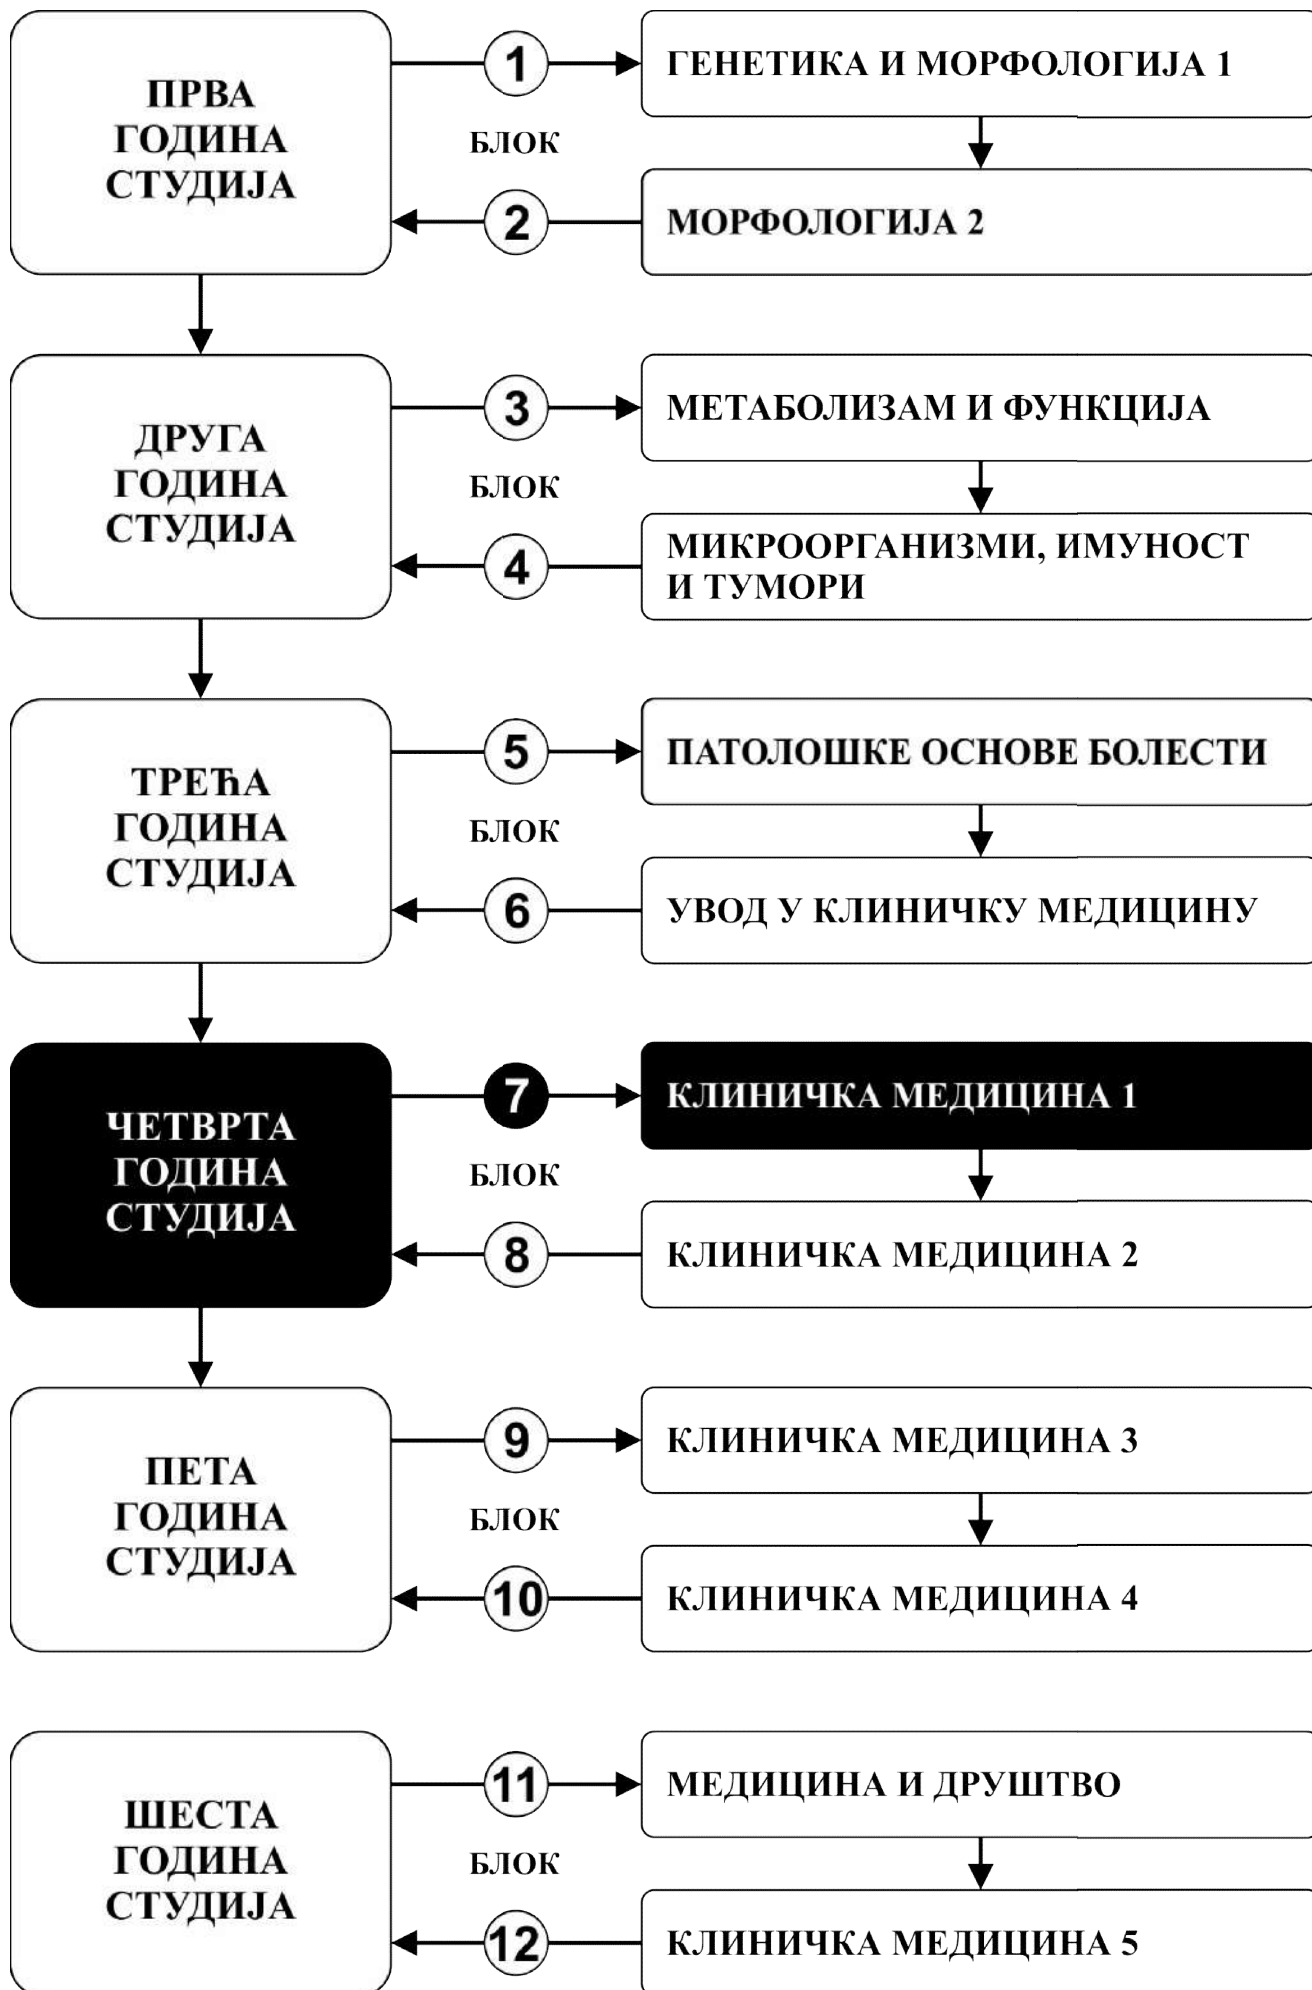 ПРВА
ГОДИНА
СТУДИЈА
1
БЛОК
2
ГЕНЕТИКА И МОРФОЛОГИЈА 1
МОРФОЛОГИЈА 2
ДРУГА
ГОДИНА
СТУДИЈА
3
БЛОК
4
МЕТАБОЛИЗАМ И ФУНКЦИЈА
МИКРООРГАНИЗМИ, ИМУНОСТ
И ТУМОРИ
ТРЕЋА
ГОДИНА
СТУДИЈА
5
БЛОК
6
ПАТОЛОШКЕ ОСНОВЕ БОЛЕСТИ
УВОД У КЛИНИЧКУ МЕДИЦИНУ
ЧЕТВРТА
ГОДИНА
СТУДИЈА
7
БЛОК
8
КЛИНИЧКА МЕДИЦИНА 1
КЛИНИЧКА МЕДИЦИНА 2
ПЕТА
ГОДИНА
СТУДИЈА
9
БЛОК
10
КЛИНИЧКА МЕДИЦИНА 3
КЛИНИЧКА МЕДИЦИНА 4
ШЕСТА
ГОДИНА
СТУДИЈА
11
БЛОК
12
МЕДИЦИНА И ДРУШТВО
КЛИНИЧКА МЕДИЦИНА 5